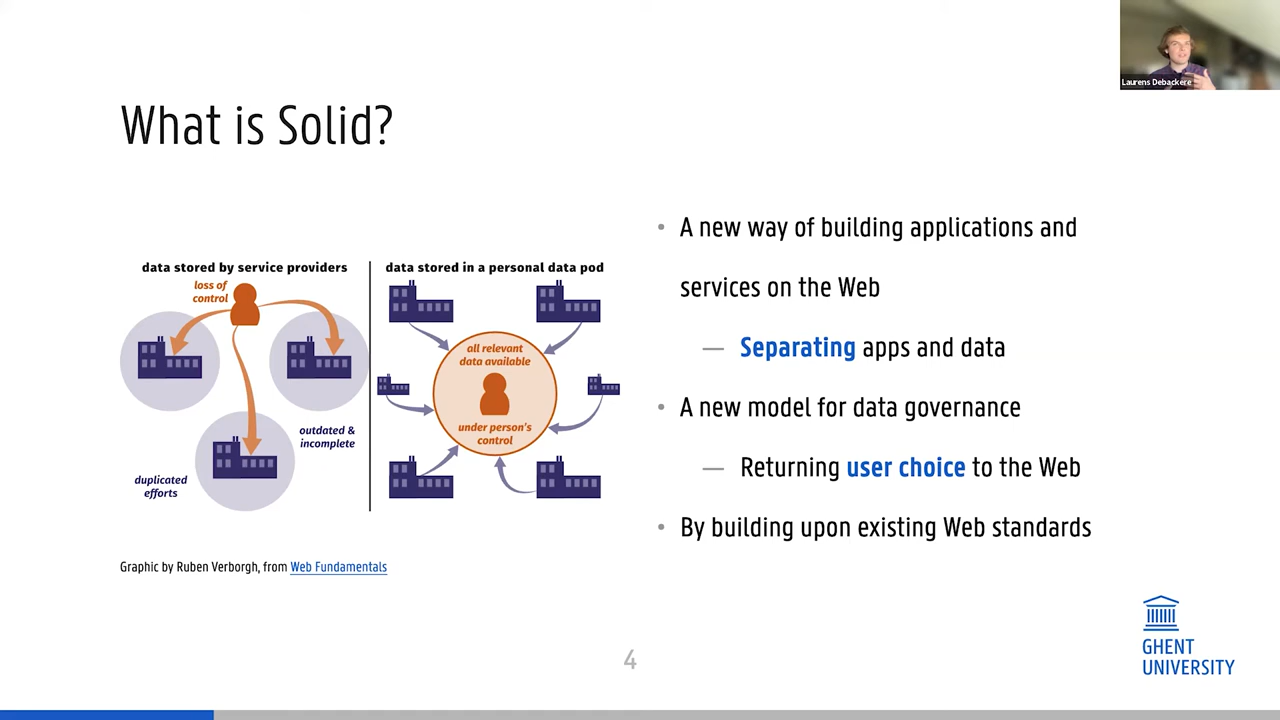 Laurens Debackere
What is Solid?
data stored by service providers
loss of
control
outdated &
incomplete
duplicated
efforts
data stored in a personal data pod
all relevant
data available
under person's
control
Graphic by Ruben Verborgh, from Web Fundamentals
• A new way of building applications and
services on the Web
— Separating apps and data
• A new model for data governance
— Returning user choice to the Web
• By building upon existing Web standards
4
GHENT
UNIVERSITY